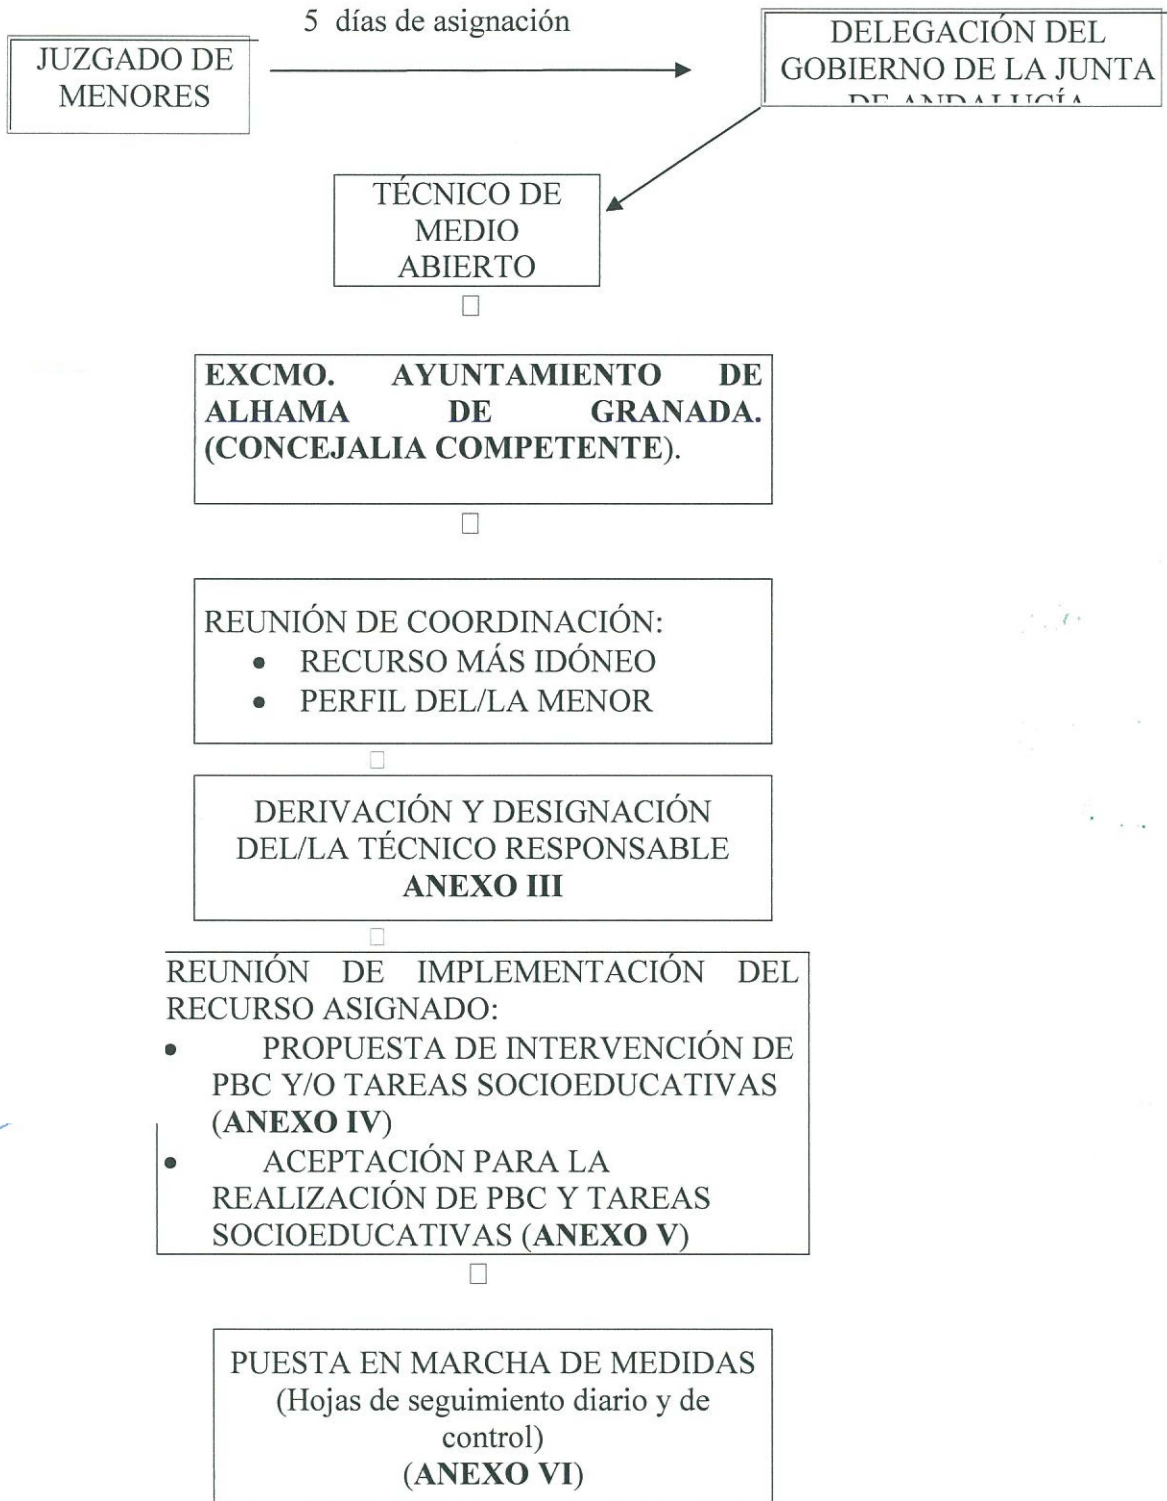 5 días de asignación
JUZGADO DE
MENORES
DELEGACIÓN DEL
GOBIERNO DE LA JUNTA
DE ANDALUCÍA
TÉCNICO DE
MEDIO
ABIERTO
EXCMO. AYUNTAMIENTO DE
ALHAMA DE GRANADA.
(CONCEJALIA COMPETENTE).
REUNIÓN DE COORDINACIÓN:
• RECURSO MÁS IDÓNEO
• PERFIL DEL/LA MENOR
DERIVACIÓN Y DESIGNACIÓN
DEL/LA TÉCNICO RESPONSABLE
ANEXO III
REUNIÓN DE IMPLEMENTACIÓN DEL
RECURSO ASIGNADO:
• PROPUESTA DE INTERVENCIÓN DE
PBC Y/O TAREAS SOCIOEDUCATIVAS
(ANEXO IV)
• ACEPTACIÓN PARA LA
REALIZACIÓN DE PBC Y TAREAS
SOCIOEDUCATIVAS (ANEXO V)
PUESTA EN MARCHA DE MEDIDAS
(Hojas de seguimiento diario y de
control)
(ANEXO VI)